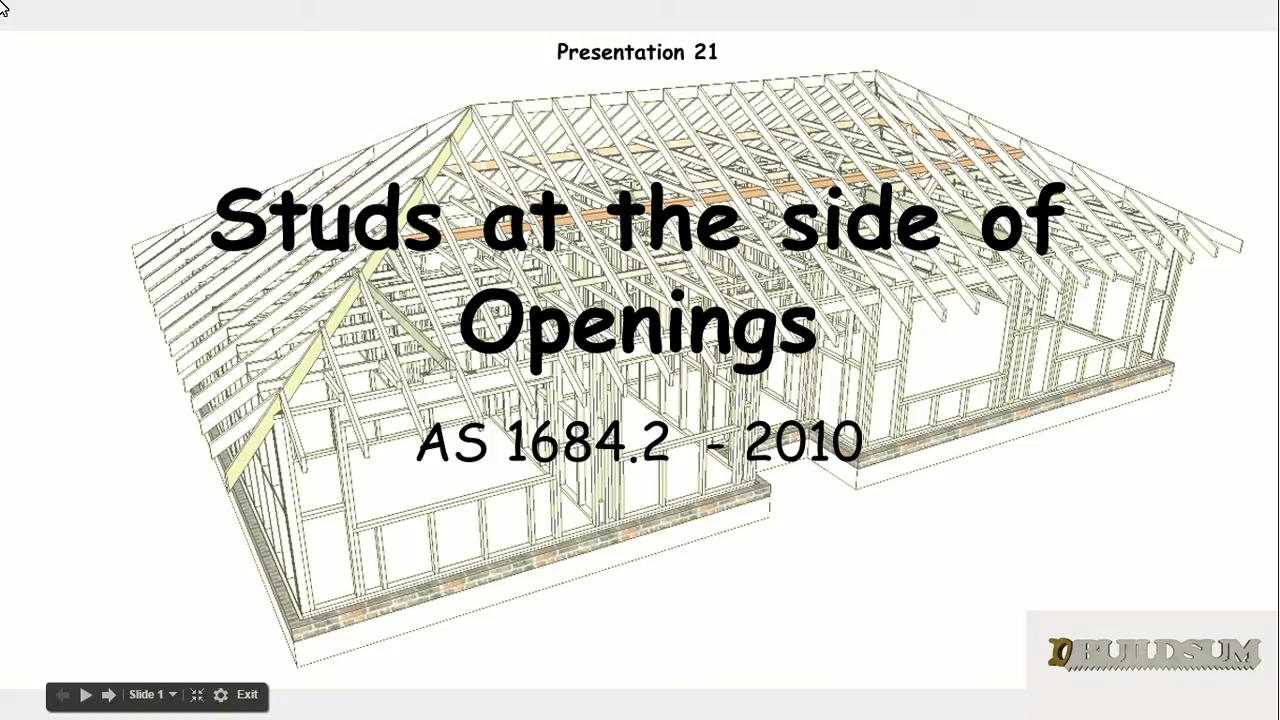 Presentation 21
Studs at the side of
Openings
AS 1684.2 - 2010
BUILDSUM
Slide 1
Exit